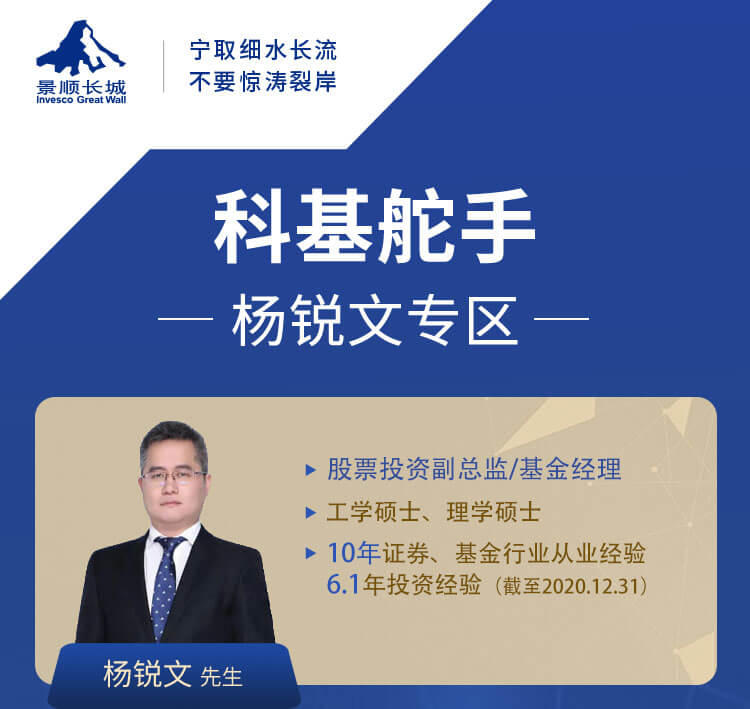 宁取细水长流
不要惊涛裂岸
景顺长城
Invesco Great Wall
科基舵手
杨锐文专区
股票投资副总监/基金经理
工学硕士、理学硕士
10年证券、基金行业从业经验
6.1年投资经验（截至2020.12.31）
杨锐文 先生